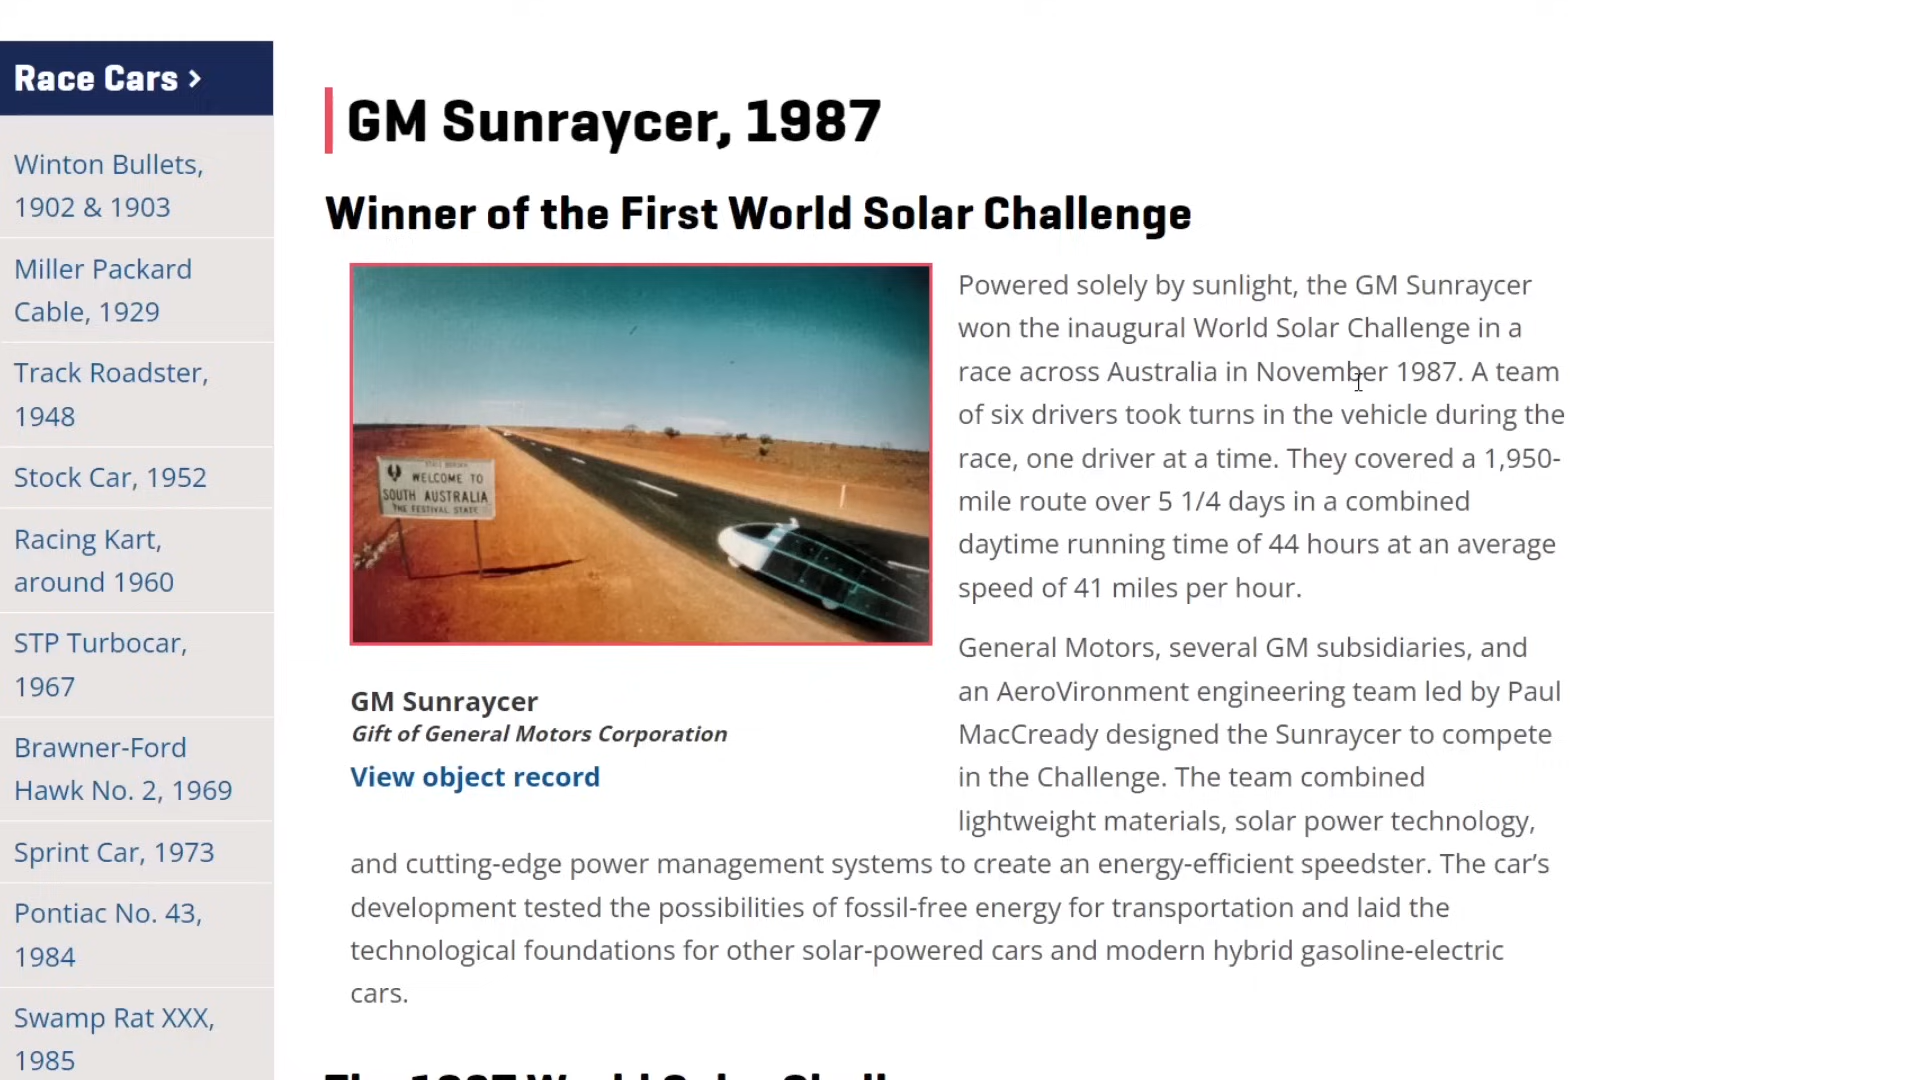 Race Cars >
Winton Bullets,
1902 & 1903
Miller Packard
Cable, 1929
Track Roadster,
1948
Stock Car, 1952
Racing Kart,
around 1960
STP Turbocar,
1967
Brawner-Ford
Hawk No. 2, 1969
Sprint Car, 1973
Pontiac No. 43,
1984
Swamp Rat XXX,
1985
GM Sunraycer, 1987
Winner of the First World Solar Challenge
STATE BORDER
WELCOME TO
SOUTH AUSTRALIA
THE FESTIVAL STATE
GM Sunraycer
Gift of General Motors Corporation
View object record
Powered solely by sunlight, the GM Sunraycer
won the inaugural World Solar Challenge in a
race across Australia in November 1987. A team
of six drivers took turns in the vehicle during the
race, one driver at a time. They covered a 1,950-
mile route over 5 1/4 days in a combined
daytime running time of 44 hours at an average
speed of 41 miles per hour.
General Motors, several GM subsidiaries, and
an AeroVironment engineering team led by Paul
MacCready designed the Sunraycer to compete
in the Challenge. The team combined
lightweight materials, solar power technology,
and cutting-edge power management systems to create an energy-efficient speedster. The car’s
development tested the possibilities of fossil-free energy for transportation and laid the
technological foundations for other solar-powered cars and modern hybrid gasoline-electric
cars.
The 1987 World Solar Chall